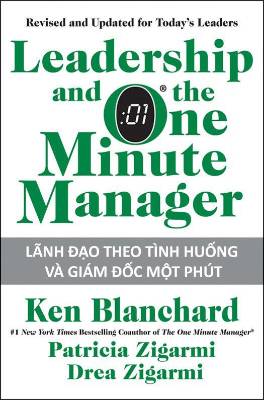 Revised and Updated for Today's Leaders
Leadership
and :01® the
One
Minute
Manager
LÃNH ĐẠO THEO TÌNH HUỐNG
VÀ GIÁM ĐỐC MỘT PHÚT
Ken Blanchard
#1 New York Times Bestselling Coauthor of The One Minute Manager®
Patricia Zigarmi
Drea Zigarmi